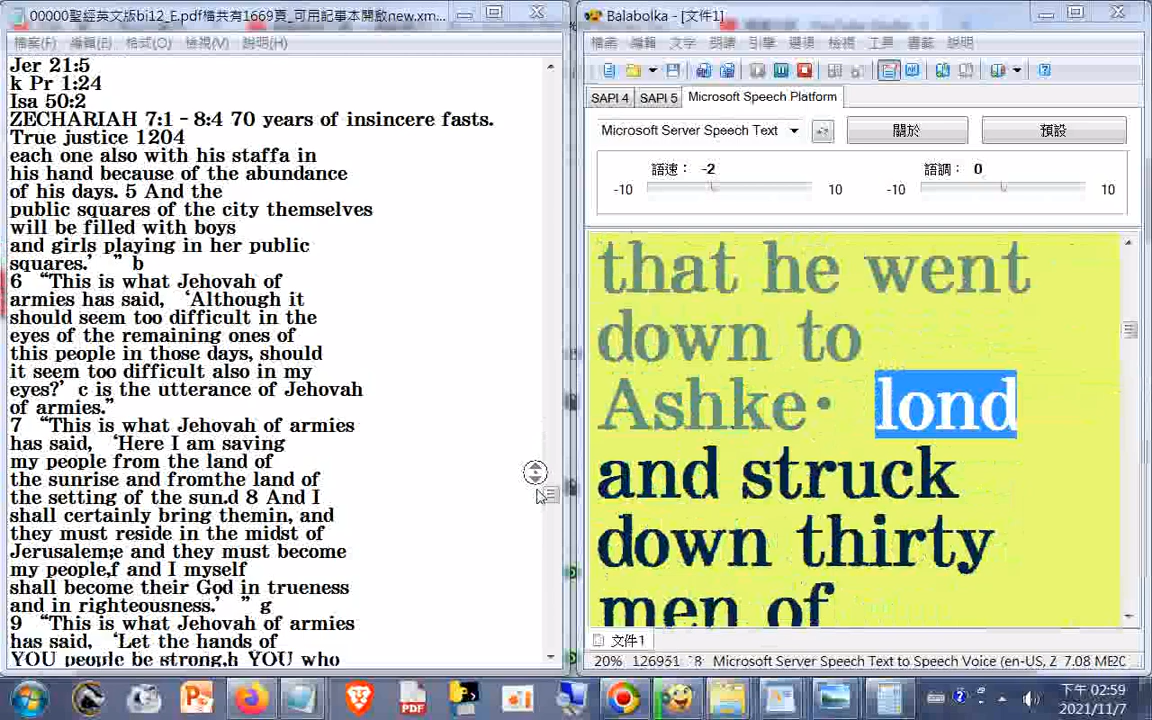 00000聖經英文版bi12_E.pdf檔共有1669頁_可用記事本開啟new.xm...
檔案(F) 編輯(E) 格式(O) 檢視(V) 說明(H)
Jer 21:5
k Pr 1:24
Isa 50:2
ZECHARIAH 7:1 - 8:4 70 years of insincere fasts.
True justice 1204
each one also with his staffa in
his hand because of the abundance
of his days. 5 And the
public squares of the city themselves
will be filled with boys
and girls playing in her public
squares.’ ” b
6 “This is what Jehovah of
armies has said, ‘Although it
should seem too difficult in the
eyes of the remaining ones of
this people in those days, should
it seem too difficult also in my
eyes?’ c is the utterance of Jehovah
of armies.”
7 “This is what Jehovah of armies
has said, ‘Here I am saving
my people from the land of
the sunrise and fromthe land of
the setting of the sun.d 8 And I
shall certainly bring themin, and
they must reside in the midst of
Jerusalem;e and they must become
my people,f and I myself
shall become their God in trueness
and in righteousness.’ ” g
9 “This is what Jehovah of armies
has said, ‘Let the hands of
YOU people be strong,h YOU who
Balabolka - [文件1]
檔案 編輯 文字 朗讀 引擎 選項 檢視 工具 書籤 說明
SAPI 4 SAPI 5 Microsoft Speech Platform
Microsoft Server Speech Text 關於 預設
語速： -2 語調： 0
-10 10 -10 10
that he went
down to
Ashke· lond
and struck
down thirty
men of
文件1
20% Microsoft Server Speech Text to Speech Voice (en-US, Z 7.08 ME
PDF
下午 02:59
2021/11/7